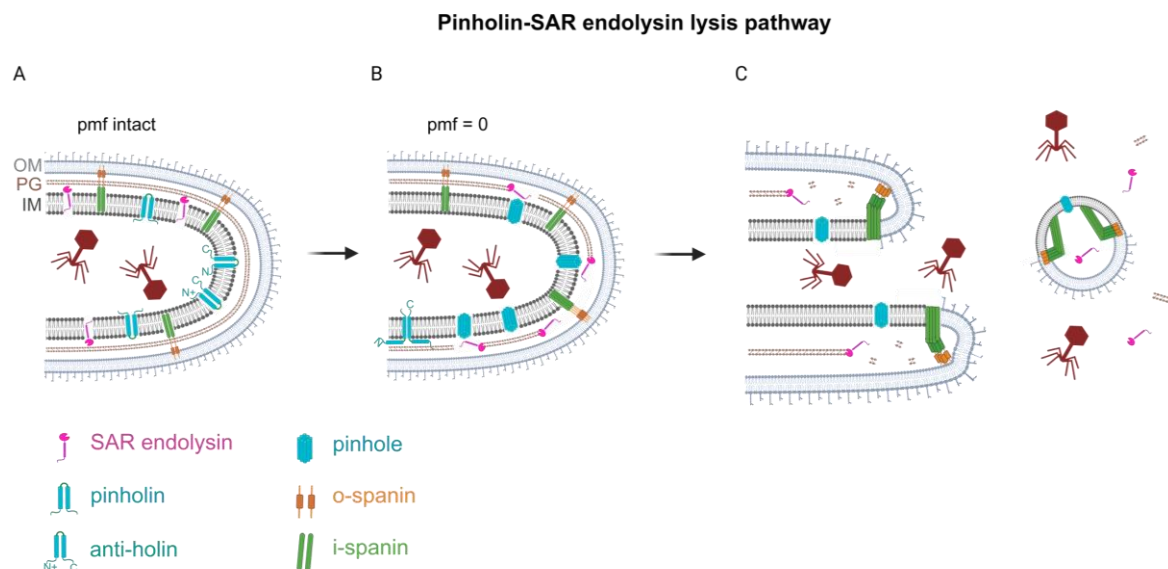 Pinholin-SAR endolysin lysis pathway
A
B
C
pmf intact
pmf = 0
OM
PG
IM
C
N
C
N+
C
N
SAR endolysin
pinhole
pinholin
o-spanin
anti-holin
N+
C
i-spanin